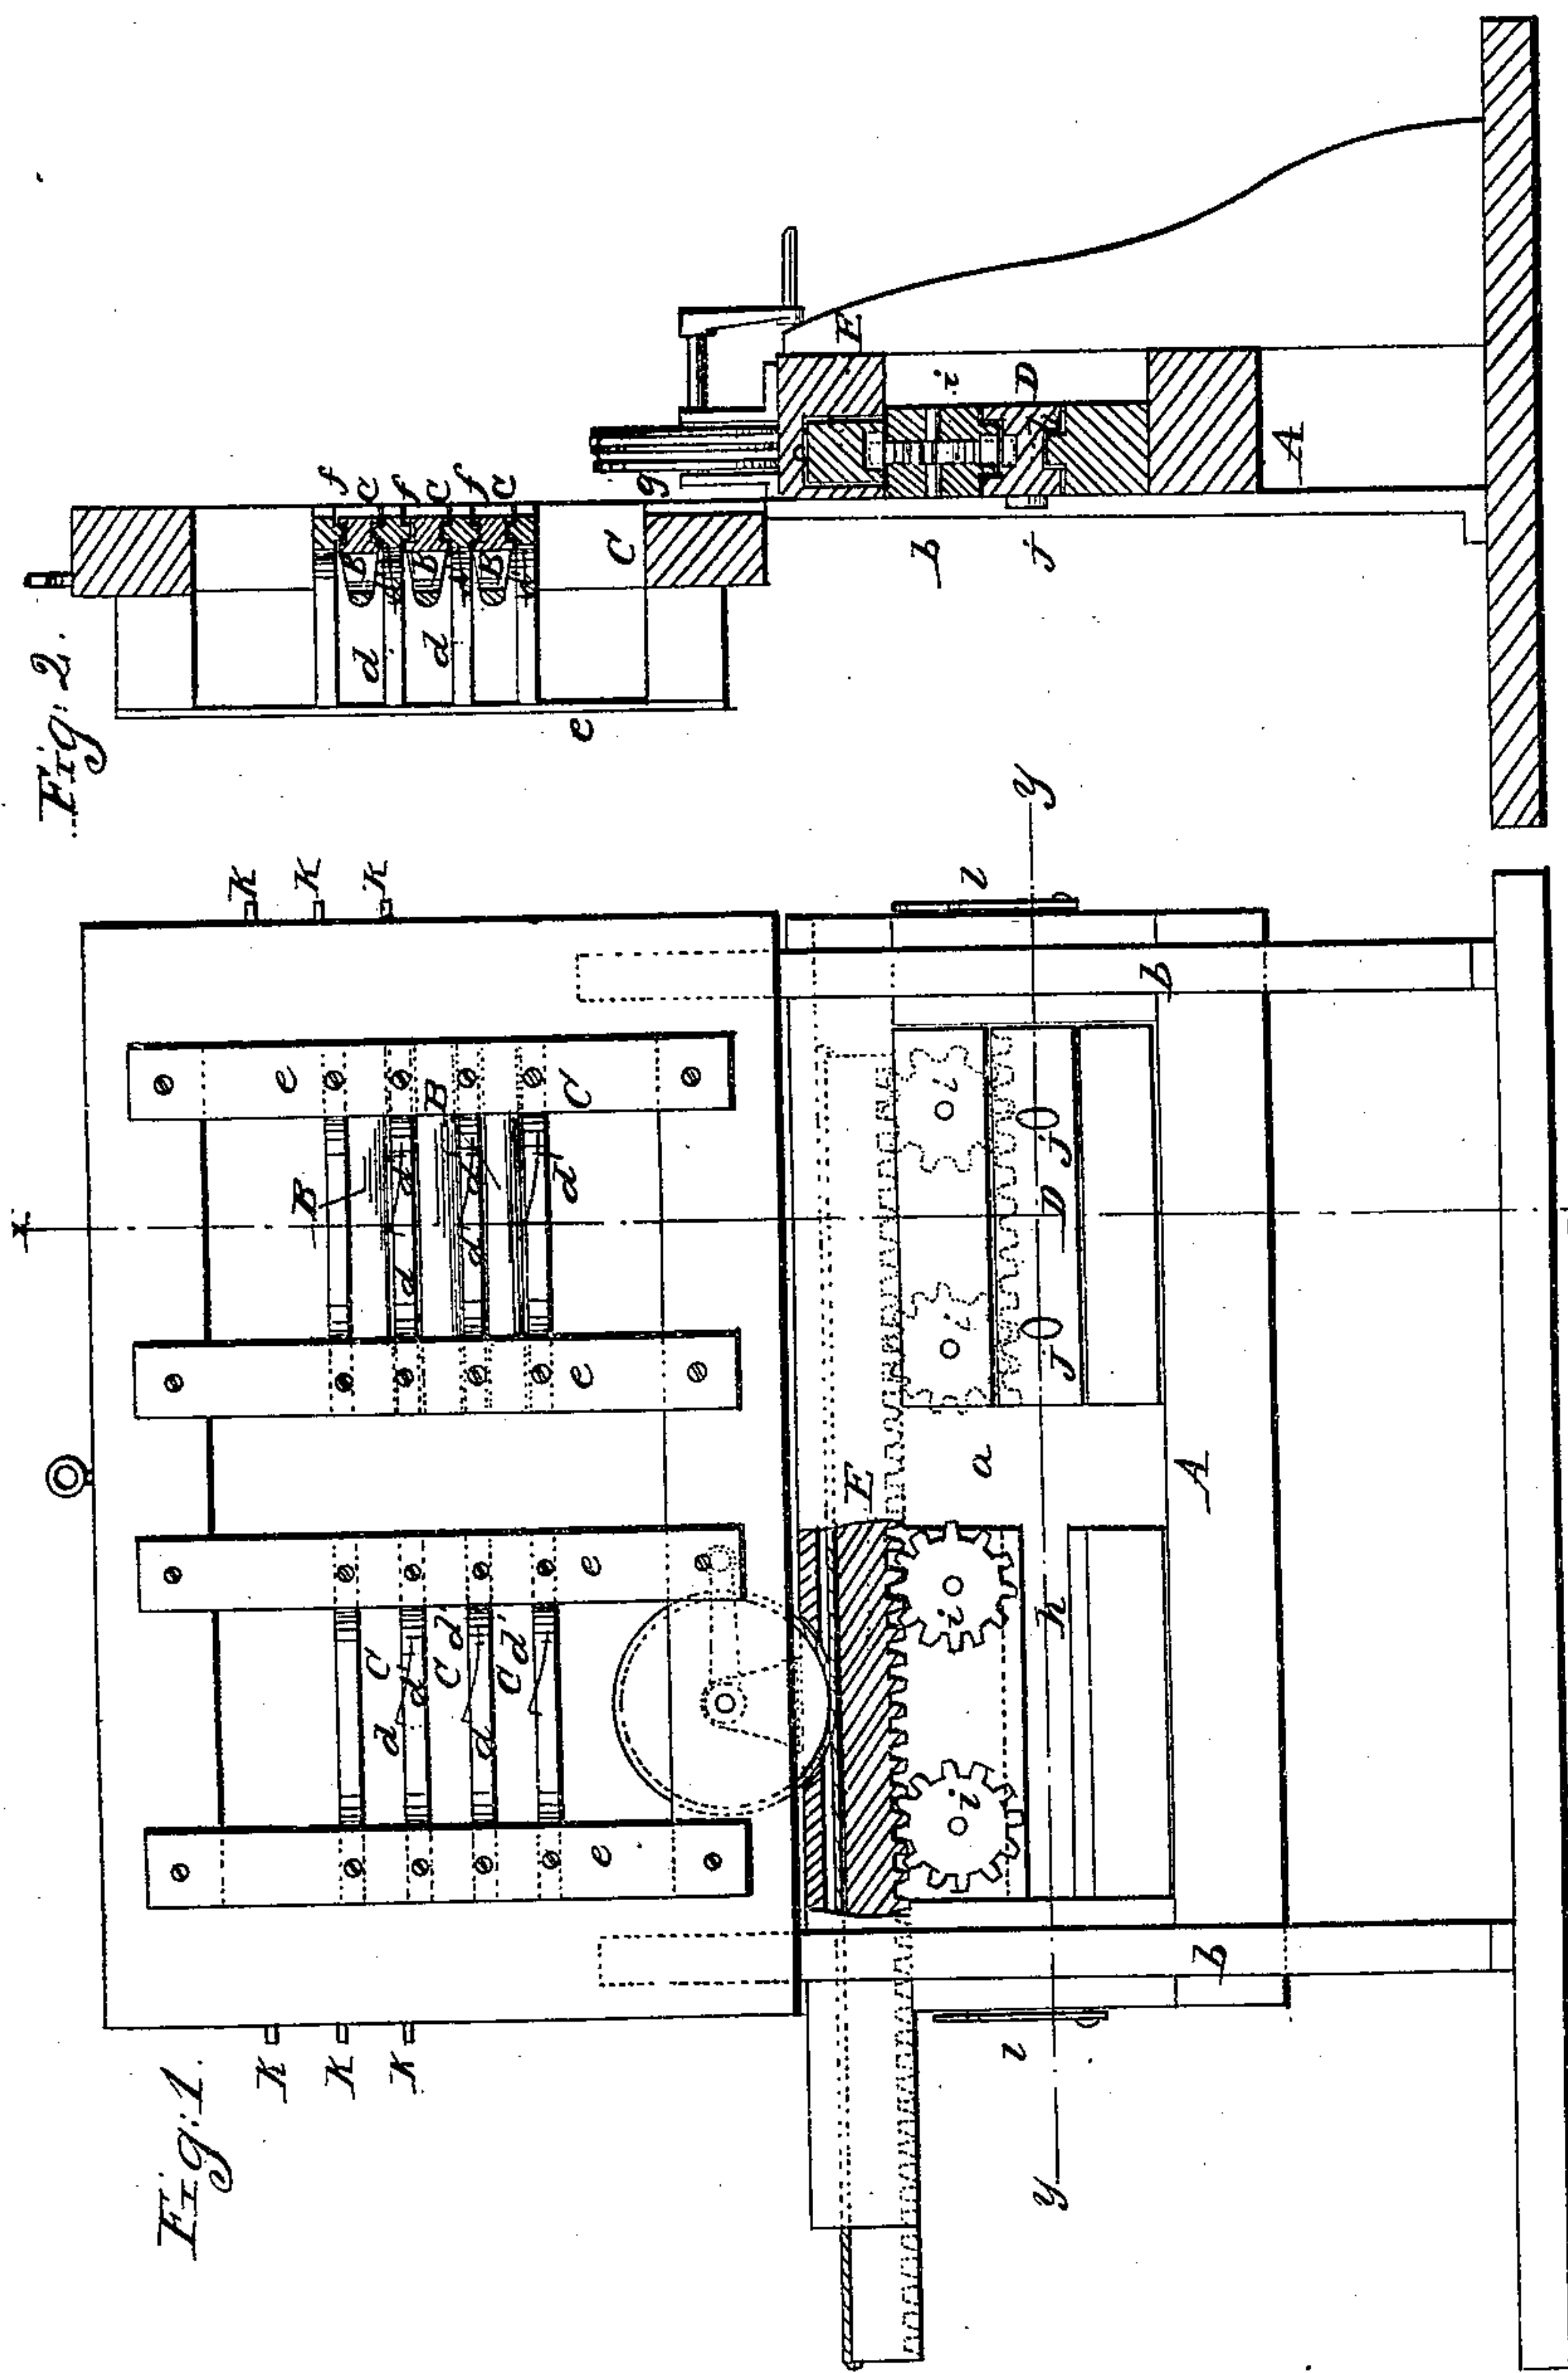 Fig: 2.
f c f c f c
B B B
d d
C
g
e
E
i
D
b
j
A
Fig: 1.
x
K K K
K K K
e e e e
B B
C'
d d d d d'
C C C
d d d' d'
d
l
l
b
b
i i i i
j j
D
a
E
h
A
y
y